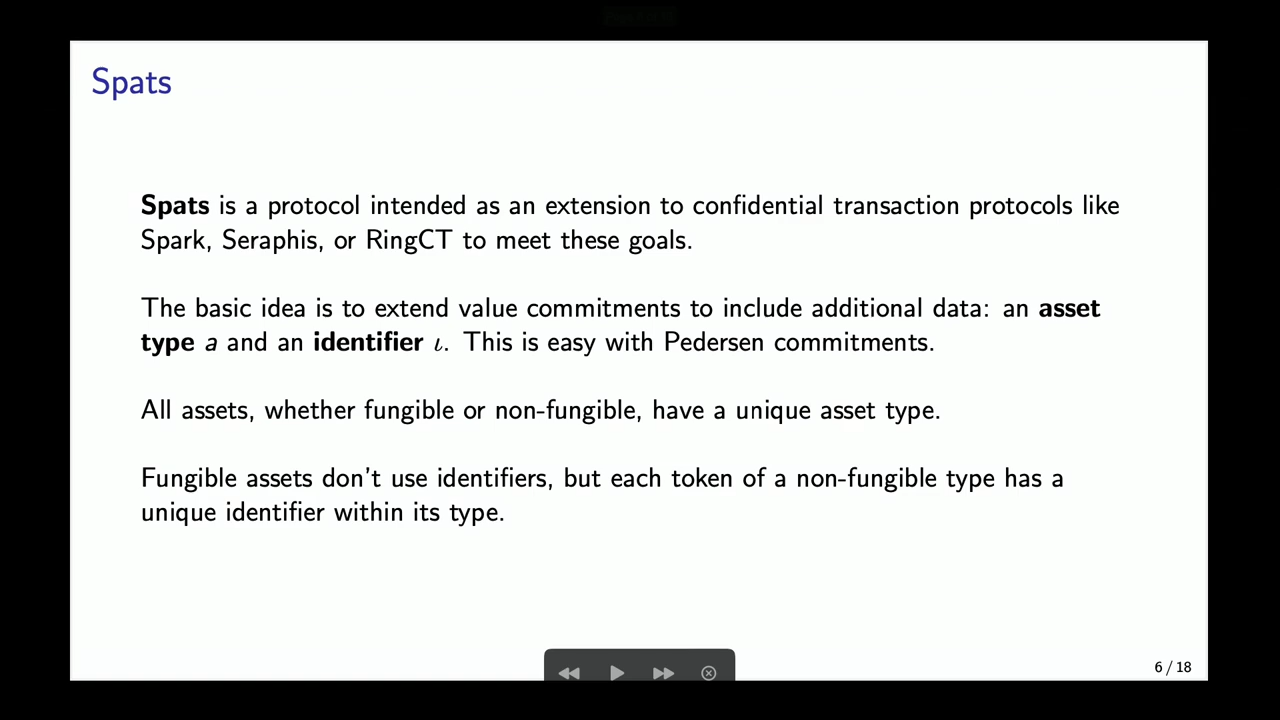 Spats
Spats is a protocol intended as an extension to confidential transaction protocols like
Spark, Seraphis, or RingCT to meet these goals.
The basic idea is to extend value commitments to include additional data: an asset
type a and an identifier ι. This is easy with Pedersen commitments.
All assets, whether fungible or non-fungible, have a unique asset type.
Fungible assets don't use identifiers, but each token of a non-fungible type has a
unique identifier within its type.
6 / 18